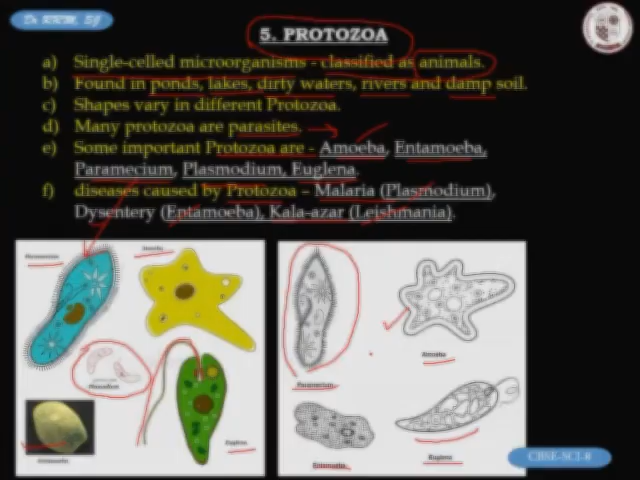 Dr RRM, SJ
5. PROTOZOA
a) Single-celled microorganisms - classified as animals.
b) Found in ponds, lakes, dirty waters, rivers and damp soil.
c) Shapes vary in different Protozoa.
d) Many protozoa are parasites.
e) Some important Protozoa are - Amoeba, Entamoeba,
Paramecium, Plasmodium, Euglena.
f) diseases caused by Protozoa – Malaria (Plasmodium),
Dysentery (Entamoeba), Kala-azar (Leishmania).
Paramecium
Amoeba
Plasmodium
Euglena
Entamoeba
Paramecium
Amoeba
Entamoeba
Euglena
CBSE-SCI-8